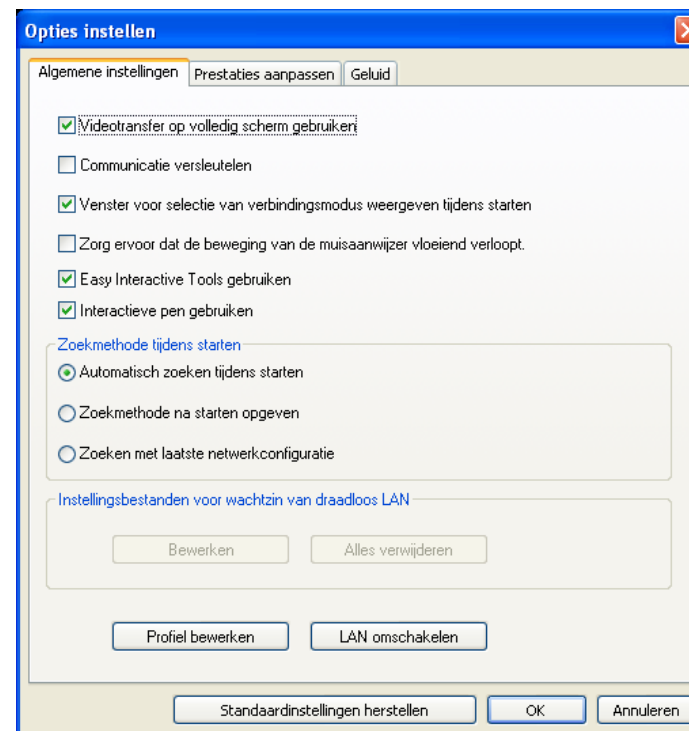 Opties instellen
Algemene instellingen Prestaties aanpassen Geluid
Videotransfer op volledig scherm gebruiken
Communicatie versleutelen
Venster voor selectie van verbindingsmodus weergeven tijdens starten
Zorg ervoor dat de beweging van de muisaanwijzer vloeiend verloopt.
Easy Interactive Tools gebruiken
Interactieve pen gebruiken
Zoekmethode tijdens starten
Automatisch zoeken tijdens starten
Zoekmethode na starten opgeven
Zoeken met laatste netwerkconfiguratie
Instellingsbestanden voor wachtzin van draadloos LAN
Bewerken Alles verwijderen
Profiel bewerken LAN omschakelen
Standaardinstellingen herstellen OK Annuleren